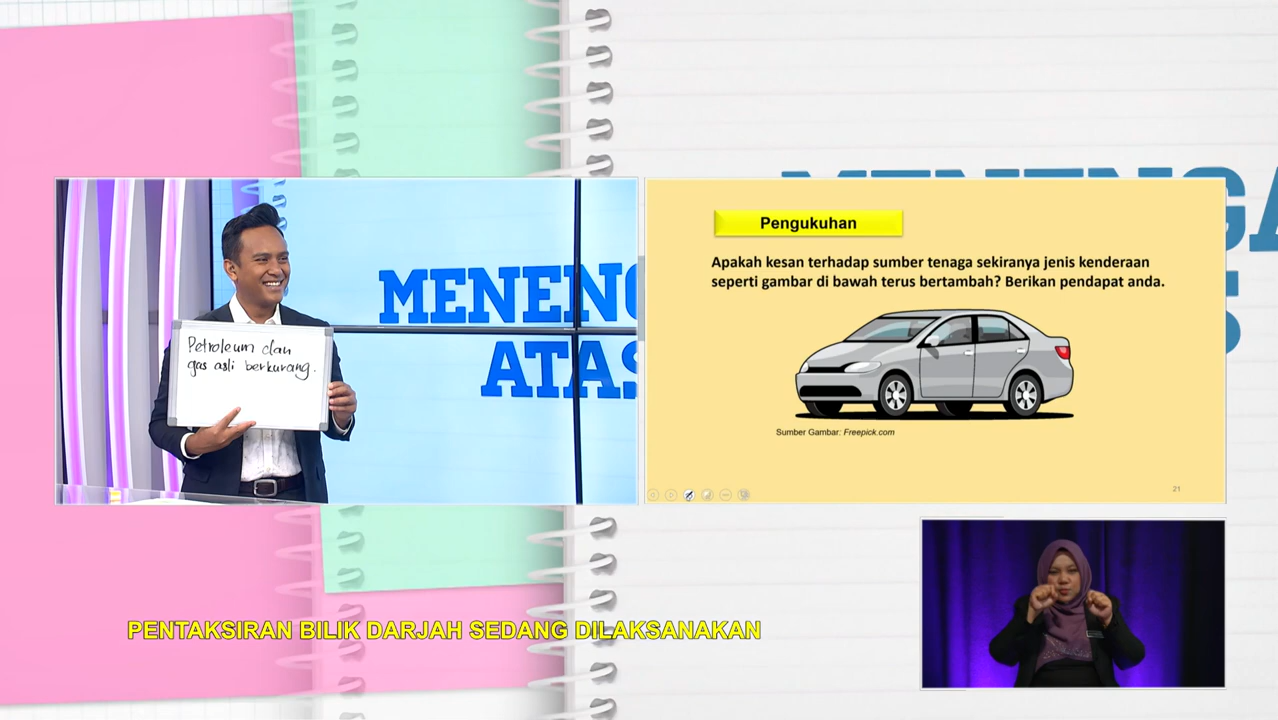 MENENGA
Petroleum dan
gas asli berkurang.
MENENG
ATAS
Pengukuhan
Apakah kesan terhadap sumber tenaga sekiranya jenis kenderaan
seperti gambar di bawah terus bertambah? Berikan pendapat anda.
Sumber Gambar: Freepick.com
21
PENTAKSIRAN BILIK DARJAH SEDANG DILAKSANAKAN